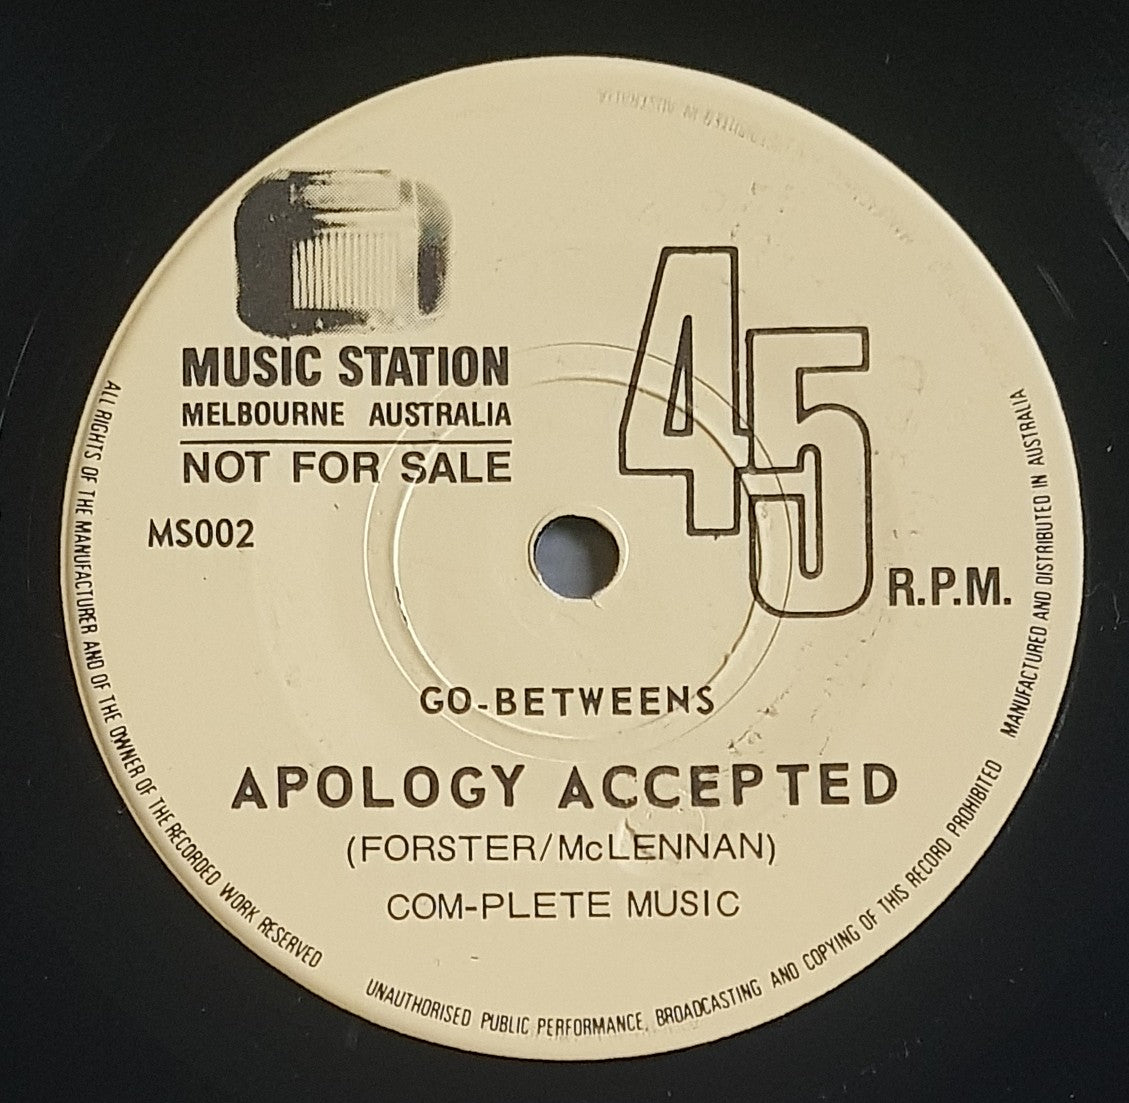 MUSIC STATION
MELBOURNE AUSTRALIA
NOT FOR SALE
MS002
45
R.P.M.
GO-BETWEENS
APOLOGY ACCEPTED
(FORSTER/McLENNAN)
COM-PLETE MUSIC
ALL RIGHTS OF THE MANUFACTURER AND OF THE OWNER OF THE RECORDED WORK RESERVED
UNAUTHORISED PUBLIC PERFORMANCE, BROADCASTING AND COPYING OF THIS RECORD PROHIBITED
MANUFACTURED AND DISTRIBUTED IN AUSTRALIA